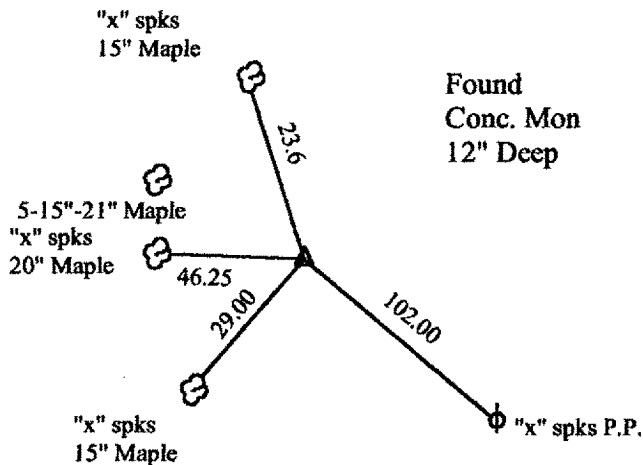 "x" spks
15" Maple
Found
Conc. Mon
12" Deep
23.6
5-15"-21" Maple
"x" spks
20" Maple
46.25
29.00
102.00
"x" spks
15" Maple
"x" spks P.P.